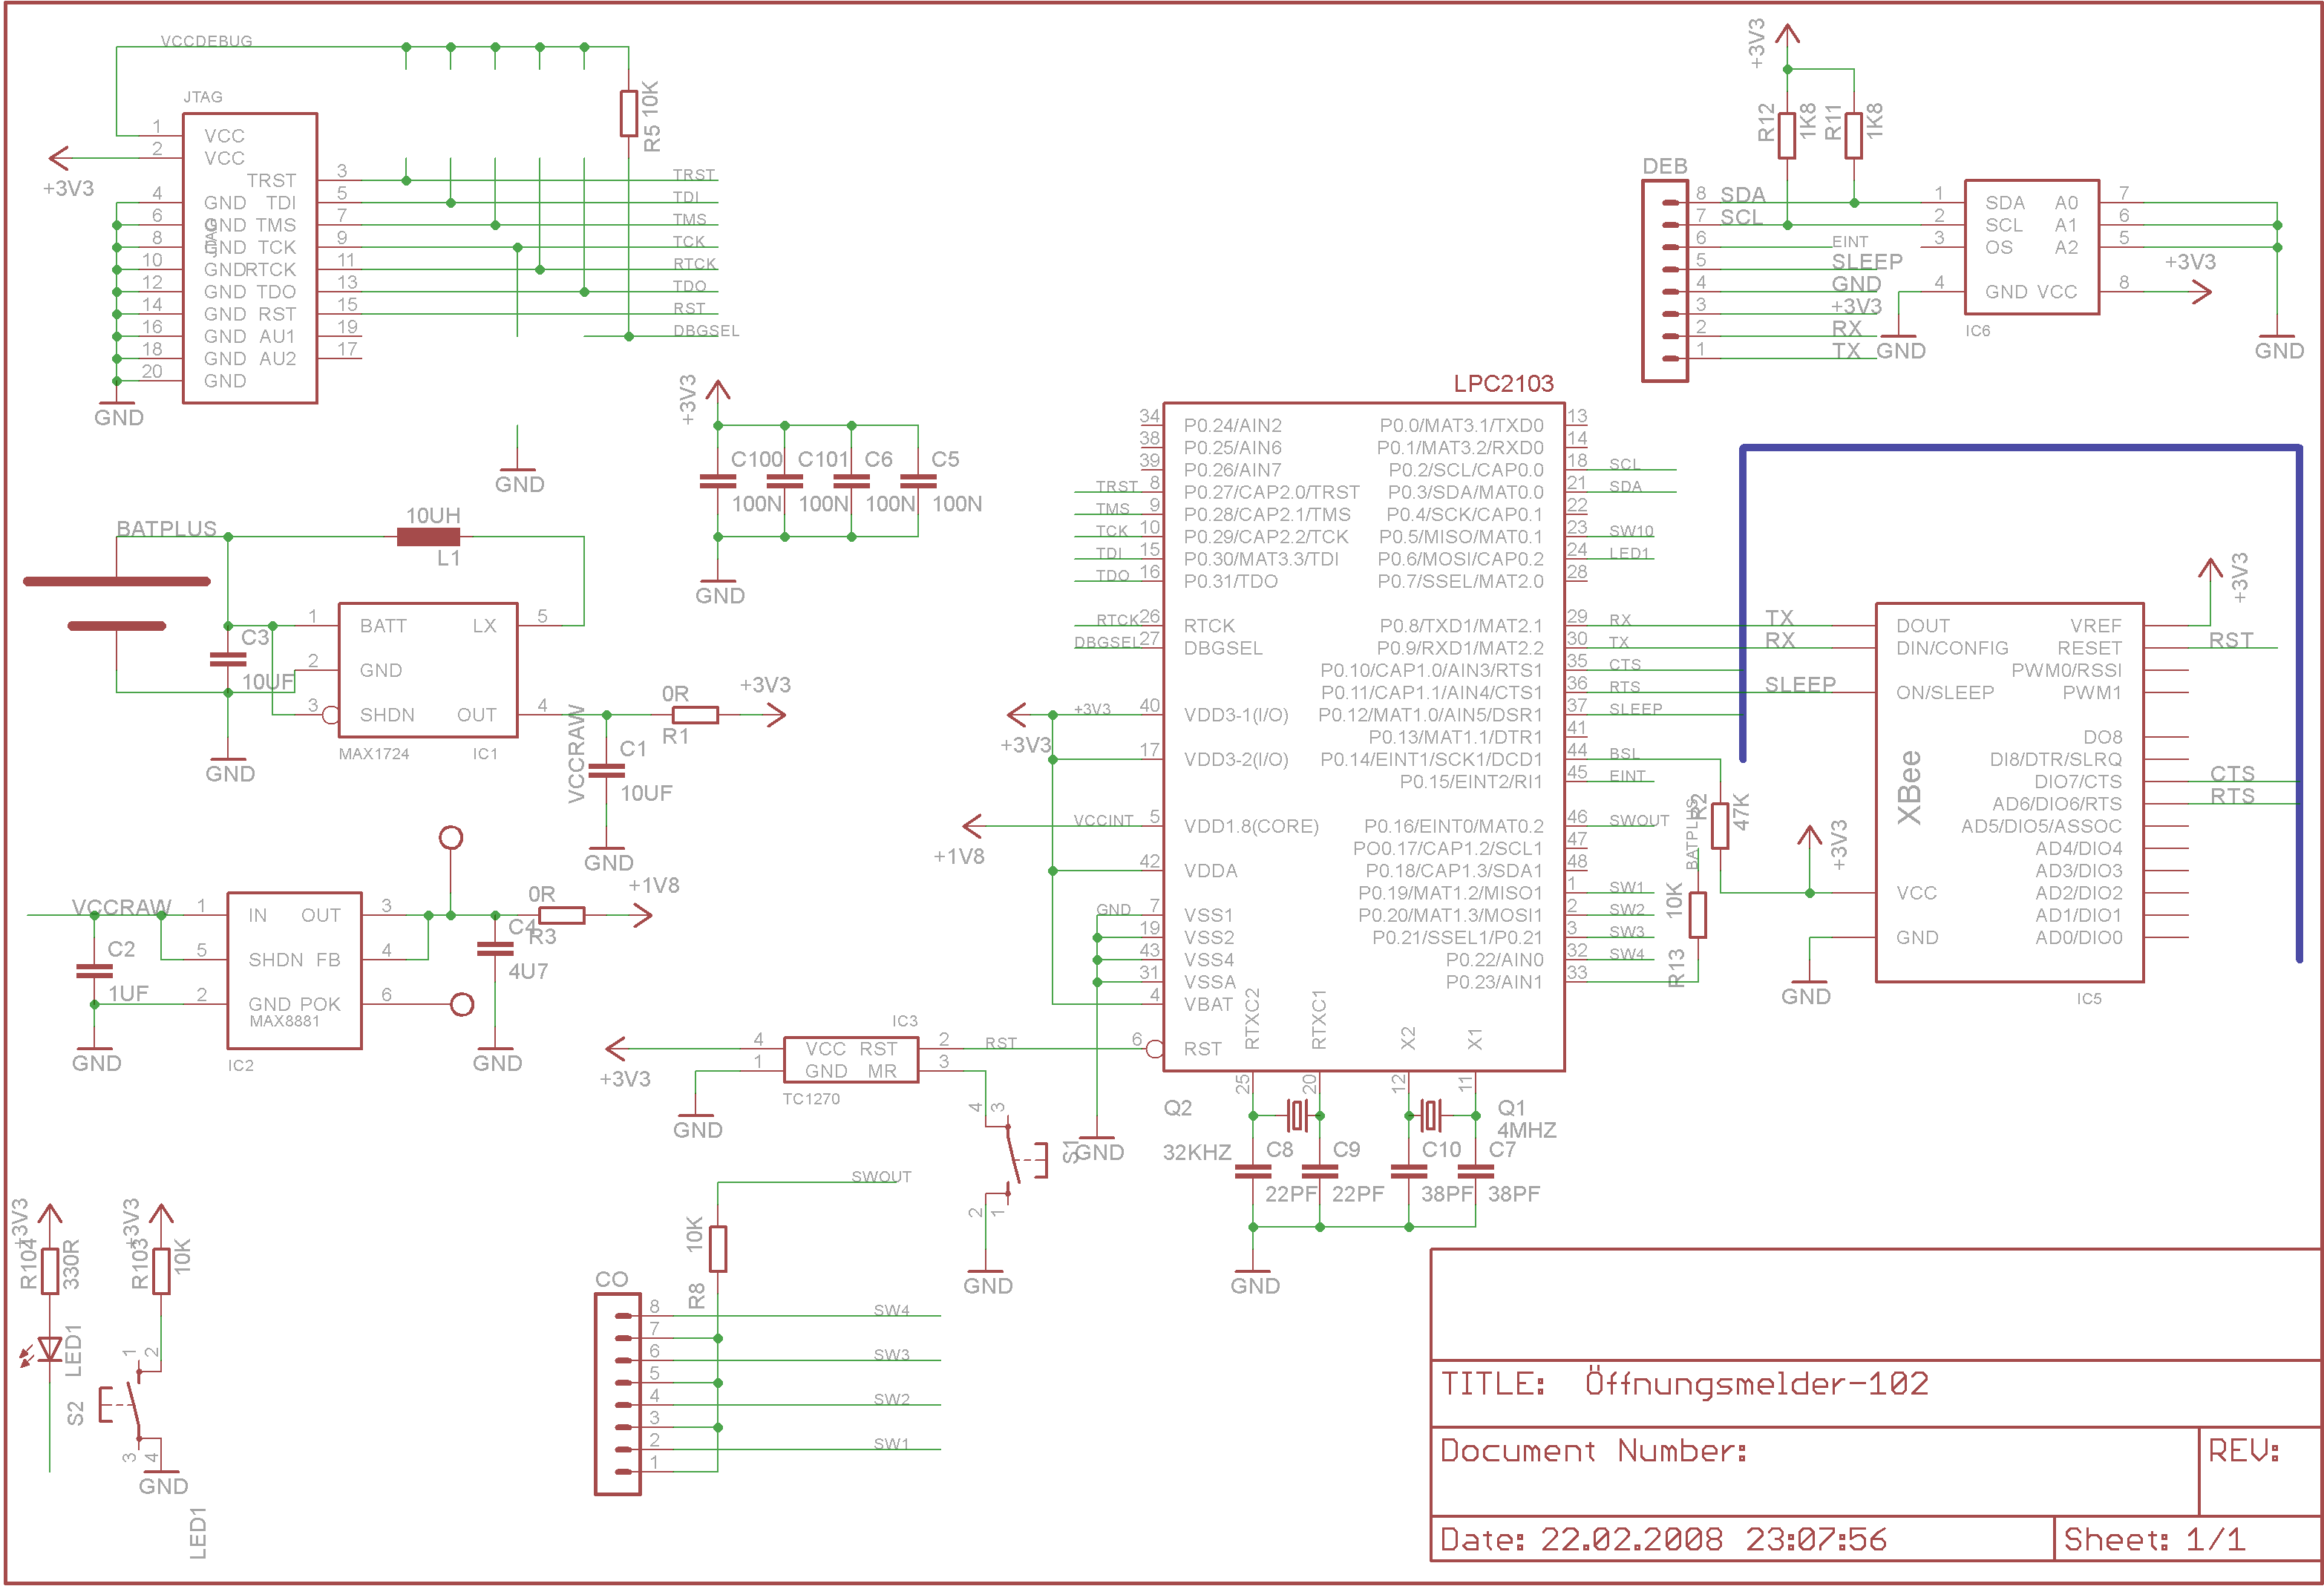 VCCDEBUG
JTAG
R5 10K
1 VCC
2 VCC
+3V3
TRST 3 TRST
4 GND TDI 5 TDI
6 GND TMS 7 TMS
8 GND TCK 9 TCK
10 GND RTCK 11 RTCK
12 GND TDO 13 TDO
14 GND RST 15 RST
16 GND AU1 19 DBGSEL
18 GND AU2 17
20 GND
GND
GND
+3V3
R12 1K8 R11 1K8
DEB
8 SDA
7 SCL
6 EINT
5 SLEEP
4 GND
3 +3V3
2 RX
1 TX
1 SDA A0 7
2 SCL A1 6
3 OS A2 5
4 GND VCC 8
+3V3
IC6
GND
GND
+3V3
C100 C101 C6 C5
100N 100N 100N 100N
GND
BATPLUS
10UH
L1
C3
10UF
1 BATT LX 5
2 GND
3 SHDN OUT 4
MAX1724 IC1
GND
VCCRAW
0R
R1
+3V3
C1
10UF
GND
VCCRAW
1 IN OUT 3
5 SHDN FB 4
2 GND POK 6
MAX8881
IC2
C2
1UF
GND
C4
4U7
0R
R3
+1V8
GND
LPC2103
34 P0.24/AIN2
38 P0.25/AIN6
39 P0.26/AIN7
TRST 8 P0.27/CAP2.0/TRST
TMS 9 P0.28/CAP2.1/TMS
TCK 10 P0.29/CAP2.2/TCK
TDI 15 P0.30/MAT3.3/TDI
TDO 16 P0.31/TDO
RTCK 26 RTCK
DBGSEL 27 DBGSEL
+3V3 +3V3 40 VDD3-1(I/O)
17 VDD3-2(I/O)
+1V8 VCCINT 5 VDD1.8(CORE)
42 VDDA
GND 7 VSS1
19 VSS2
43 VSS4
31 VSSA
4 VBAT
6 RST
P0.0/MAT3.1/TXD0 13
P0.1/MAT3.2/RXD0 14
P0.2/SCL/CAP0.0 18 SCL
P0.3/SDA/MAT0.0 21 SDA
P0.4/SCK/CAP0.1 22
P0.5/MISO/MAT0.1 23 SW10
P0.6/MOSI/CAP0.2 24 LED1
P0.7/SSEL/MAT2.0 28
P0.8/TXD1/MAT2.1 29 RX
P0.9/RXD1/MAT2.2 30 TX
P0.10/CAP1.0/AIN3/RTS1 35 CTS
P0.11/CAP1.1/AIN4/CTS1 36 RTS
P0.12/MAT1.0/AIN5/DSR1 37 SLEEP
P0.13/MAT1.1/DTR1 41
P0.14/EINT1/SCK1/DCD1 44 BSL
P0.15/EINT2/RI1 45 EINT
P0.16/EINT0/MAT0.2 46 SWOUT
PO0.17/CAP1.2/SCL1 47
P0.18/CAP1.3/SDA1 48
P0.19/MAT1.2/MISO1 1 SW1
P0.20/MAT1.3/MOSI1 2 SW2
P0.21/SSEL1/P0.21 3 SW3
P0.22/AIN0 32 SW4
P0.23/AIN1 33
RTXC2 RTXC1 X2 X1
25 20 12 11
Q2
32KHZ
Q1
4MHZ
C8 C9 C10 C7
22PF 22PF 38PF 38PF
GND
BATPLUS
R2 47K
10K
R13
TX
RX
SLEEP
DOUT
DIN/CONFIG
ON/SLEEP
XBee
VCC
GND
VREF
RESET RST
PWM0/RSSI
PWM1
DO8
DI8/DTR/SLRQ
DIO7/CTS CTS
AD6/DIO6/RTS RTS
AD5/DIO5/ASSOC
AD4/DIO4
AD3/DIO3
AD2/DIO2
AD1/DIO1
AD0/DIO0
IC5
+3V3
+3V3
GND
IC3
4 VCC RST 2 RST
1 GND MR 3
TC1270
+3V3
GND
4 3
S1
2 1
GND
GND
SWOUT
10K
R8
CO
8 SW4
7
6 SW3
5
4 SW2
3
2 SW1
1
+3V3
R104 330R
LED1
+3V3
R103 10K
1 2
S2
3 4
GND
LED1
TITLE: Öffnungsmelder-102
Document Number:
REV:
Date: 22.02.2008 23:07:56
Sheet: 1/1